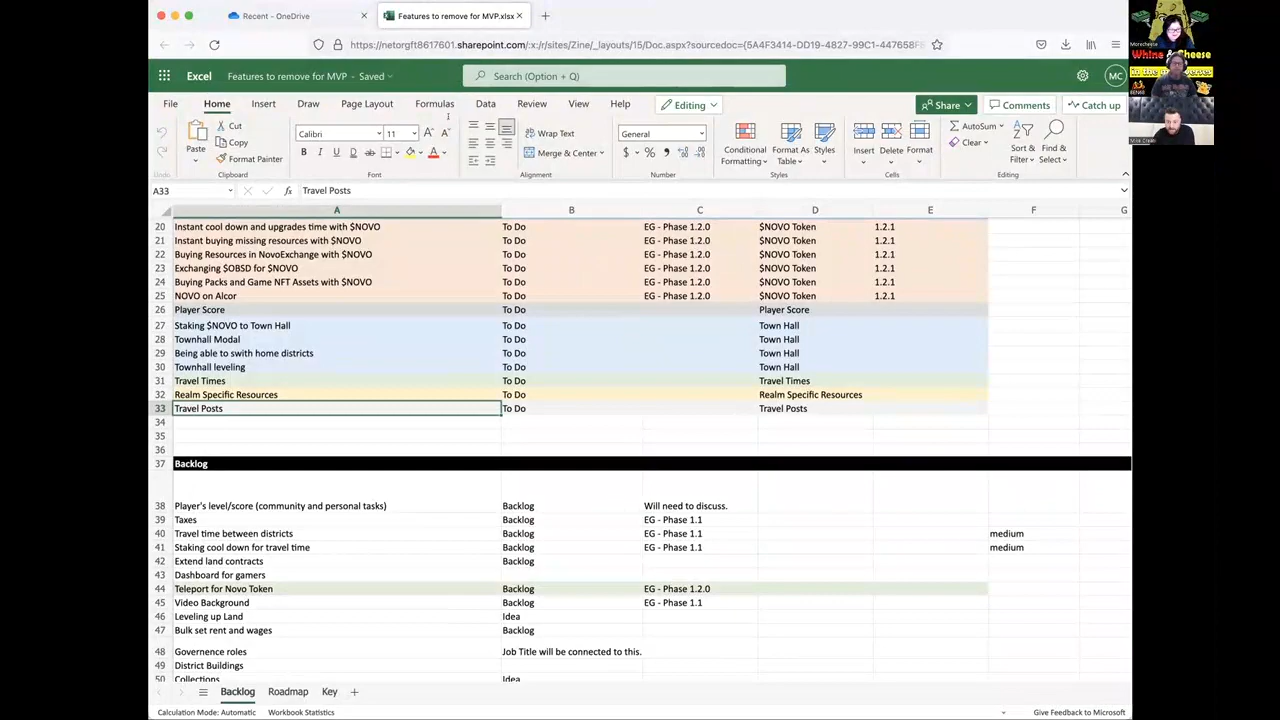 Recent - OneDrive
Features to remove for MVP.xlsx
https://netorgft8617601.sharepoint.com/:x:r/sites/Zine/_layouts/15/Doc.aspx?sourcedoc={5A4F3414-DD19-4827-99C1-447658F
Excel Features to remove for MVP - Saved Search (Option + Q) MC
File Home Insert Draw Page Layout Formulas Data Review View Help Editing Share Comments Catch up
Paste Cut Copy Format Painter
Calibri 11
Wrap Text
Merge & Center
General
Conditional Formatting Format As Table Styles Insert Delete Format
AutoSum
Clear
Sort & Filter Find & Select
Undo Clipboard Font Alignment Number Styles Cells Editing
A33 Travel Posts
A B C D E F G
20 Instant cool down and upgrades time with $NOVO To Do EG - Phase 1.2.0 $NOVO Token 1.2.1
21 Instant buying missing resources with $NOVO To Do EG - Phase 1.2.0 $NOVO Token 1.2.1
22 Buying Resources in NovoExchange with $NOVO To Do EG - Phase 1.2.0 $NOVO Token 1.2.1
23 Exchanging $OBSD for $NOVO To Do EG - Phase 1.2.0 $NOVO Token 1.2.1
24 Buying Packs and Game NFT Assets with $NOVO To Do EG - Phase 1.2.0 $NOVO Token 1.2.1
25 NOVO on Alcor To Do EG - Phase 1.2.0 $NOVO Token 1.2.1
26 Player Score To Do Player Score
27 Staking $NOVO to Town Hall To Do Town Hall
28 Townhall Modal To Do Town Hall
29 Being able to swith home districts To Do Town Hall
30 Townhall leveling To Do Town Hall
31 Travel Times To Do Travel Times
32 Realm Specific Resources To Do Realm Specific Resources
33 Travel Posts To Do Travel Posts
34
35
36
37 Backlog
38 Player's level/score (community and personal tasks) Backlog Will need to discuss.
39 Taxes Backlog EG - Phase 1.1
40 Travel time between districts Backlog EG - Phase 1.1 medium
41 Staking cool down for travel time Backlog EG - Phase 1.1 medium
42 Extend land contracts Backlog
43 Dashboard for gamers
44 Teleport for Novo Token Backlog EG - Phase 1.2.0
45 Video Background Backlog EG - Phase 1.1
46 Leveling up Land Idea
47 Bulk set rent and wages Backlog
48 Governence roles Job Title will be connected to this.
49 District Buildings
50 Collections Idea
Backlog Roadmap Key
Calculation Mode: Automatic Workbook Statistics Give Feedback to Microsoft
Morecheese
Whine & Cheese